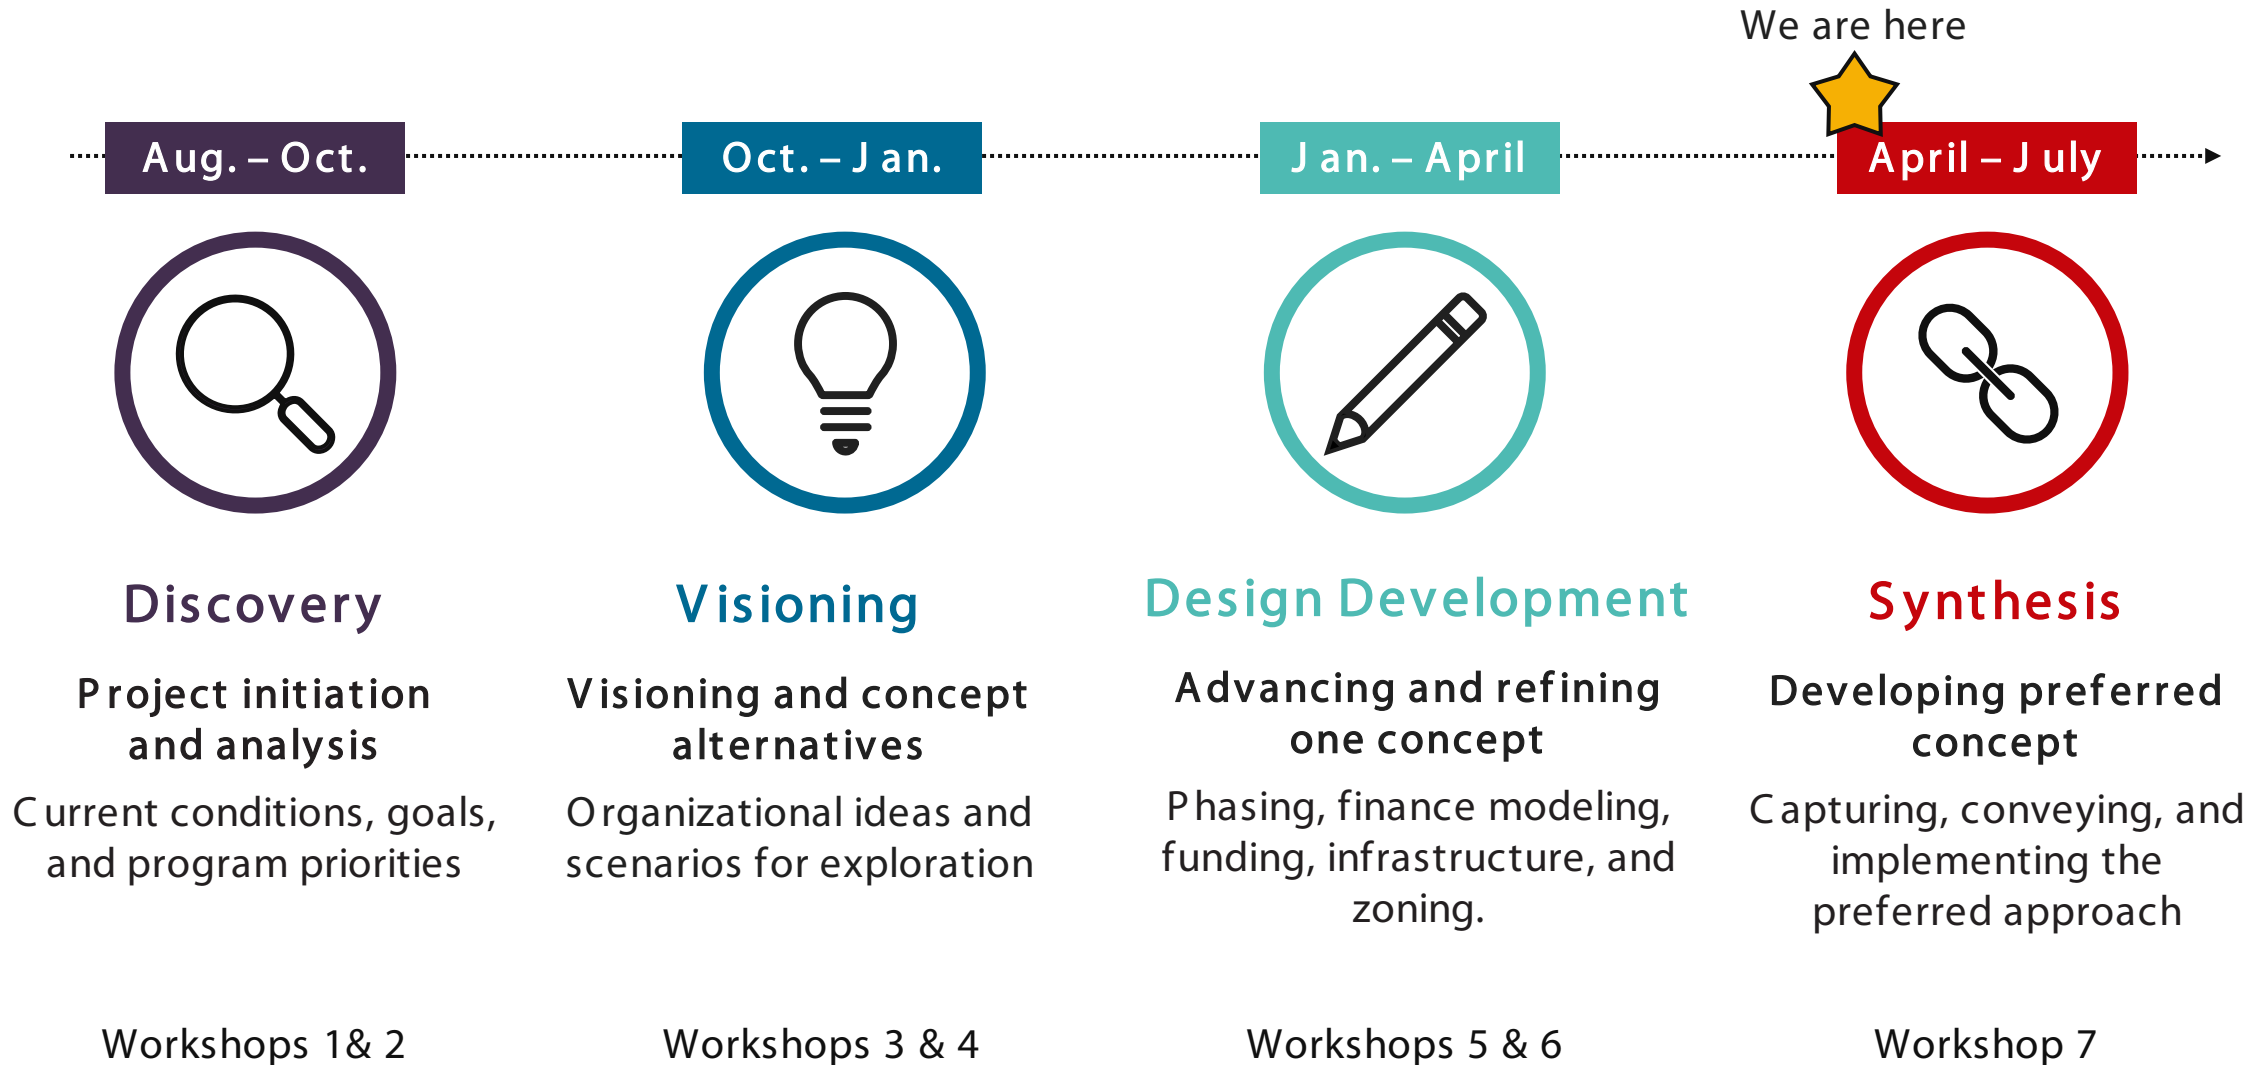 We are here
Aug. – Oct.
Oct. – Jan.
Jan. – April
April – July
Discovery
Project initiation
and analysis
Current conditions, goals,
and program priorities
Workshops 1& 2
Visioning
Visioning and concept
alternatives
Organizational ideas and
scenarios for exploration
Workshops 3 & 4
Design Development
Advancing and refining
one concept
Phasing, finance modeling,
funding, infrastructure, and
zoning.
Workshops 5 & 6
Synthesis
Developing preferred
concept
Capturing, conveying, and
implementing the
preferred approach
Workshop 7